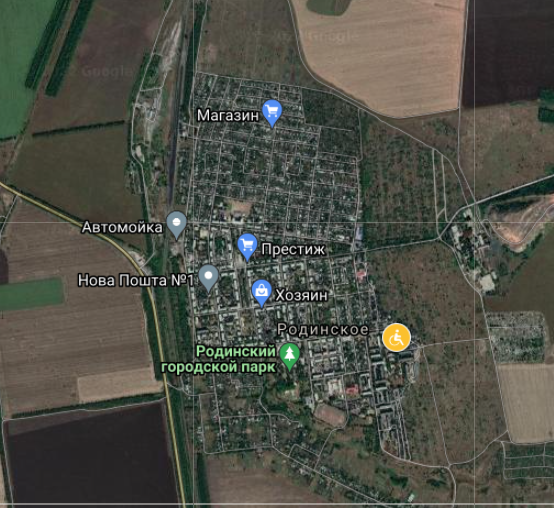 Магазин
Автомойка
Престиж
Нова Пошта №1
Хозяин
Родинское
Родинский
городской парк